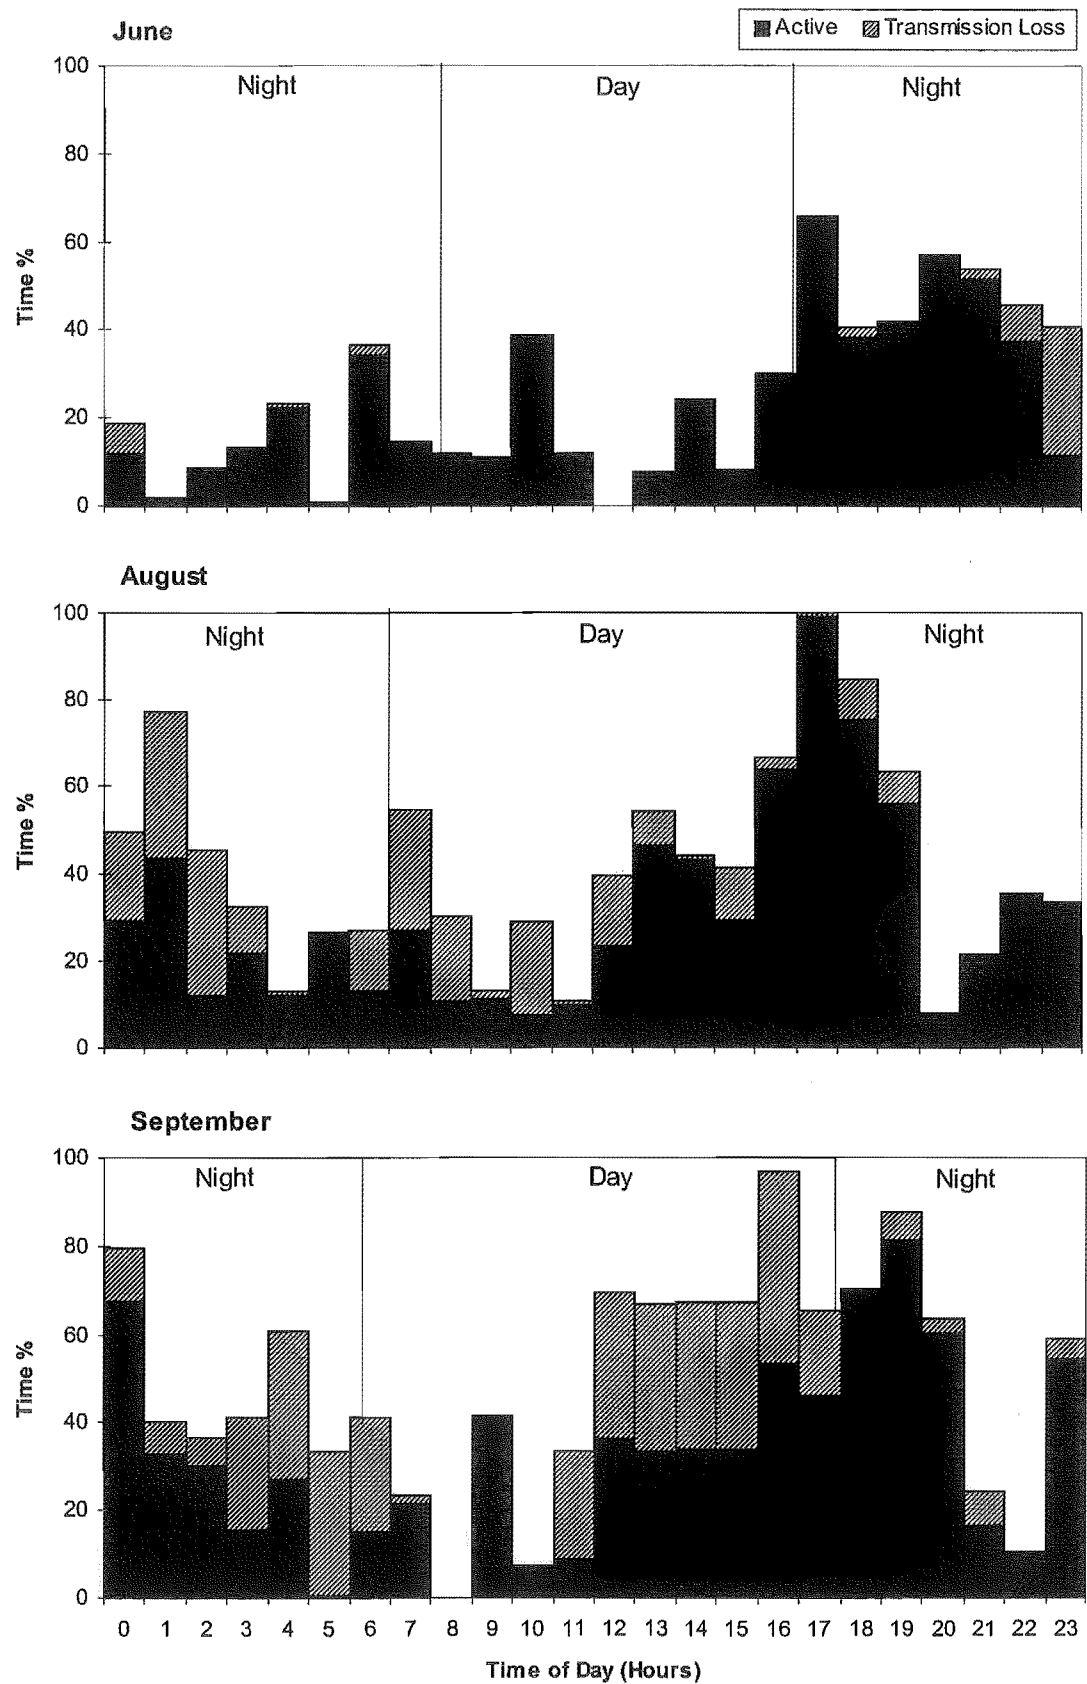 June
Active Transmission Loss
100
Night Day Night
80
60
40
20
0
Time %
August
100
Night Day Night
80
60
40
20
0
Time %
September
100
Night Day Night
80
60
40
20
0
Time %
0 1 2 3 4 5 6 7 8 9 10 11 12 13 14 15 16 17 18 19 20 21 22 23
Time of Day (Hours)